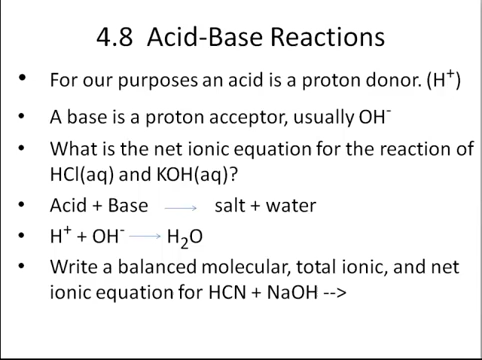 4.8  Acid-Base Reactions
• For our purposes an acid is a proton donor. (H⁺)
• A base is a proton acceptor, usually OH⁻
• What is the net ionic equation for the reaction of
HCl(aq) and KOH(aq)?
• Acid + Base ⟶ salt + water
• H⁺ + OH⁻ ⟶ H₂O
• Write a balanced molecular, total ionic, and net
ionic equation for HCN + NaOH -->